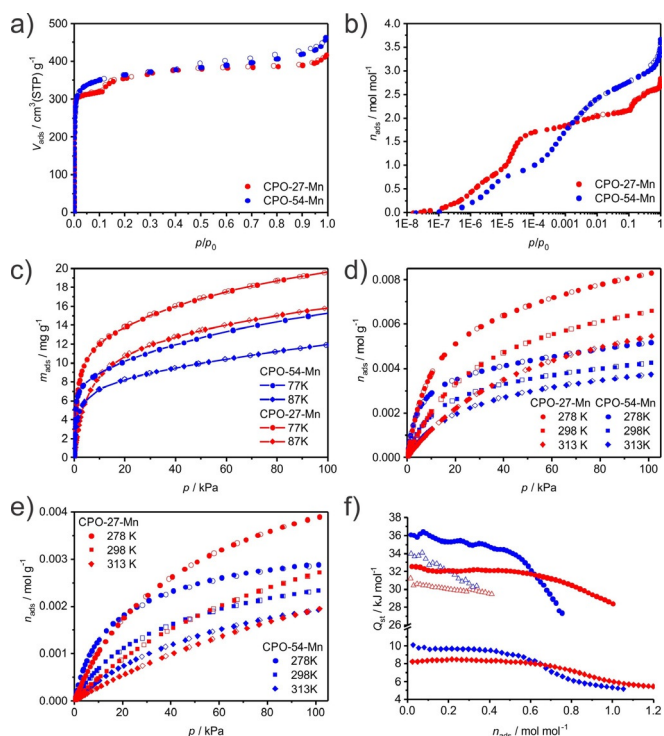 a)
V_ads / cm³(STP) g⁻¹
500
400
300
200
100
0
CPO-27-Mn
CPO-54-Mn
0.0 0.1 0.2 0.3 0.4 0.5 0.6 0.7 0.8 0.9 1.0
p/p₀
b)
n_ads / mol mol⁻¹
4.0
3.5
3.0
2.5
2.0
1.5
1.0
0.5
0.0
CPO-27-Mn
CPO-54-Mn
1E-8 1E-7 1E-6 1E-5 1E-4 0.001 0.01 0.1 1
p/p₀
c)
m_ads / mg g⁻¹
20
18
16
14
12
10
8
6
4
2
0
CPO-54-Mn
77K
87K
CPO-27-Mn
77K
87K
0 20 40 60 80 100
p / kPa
d)
n_ads / mol g⁻¹
0.008
0.006
0.004
0.002
0.000
CPO-27-Mn CPO-54-Mn
278 K 278K
298 K 298K
313 K 313K
0 20 40 60 80 100
p / kPa
e)
n_ads / mol g⁻¹
0.004
0.003
0.002
0.001
0.000
CPO-27-Mn
278 K
298 K
313 K
CPO-54-Mn
278K
298K
313K
0 20 40 60 80 100
p / kPa
f)
Q_st / kJ mol⁻¹
38
36
34
32
30
28
26
10
8
6
4
0.0 0.2 0.4 0.6 0.8 1.0 1.2
n_ads / mol mol⁻¹